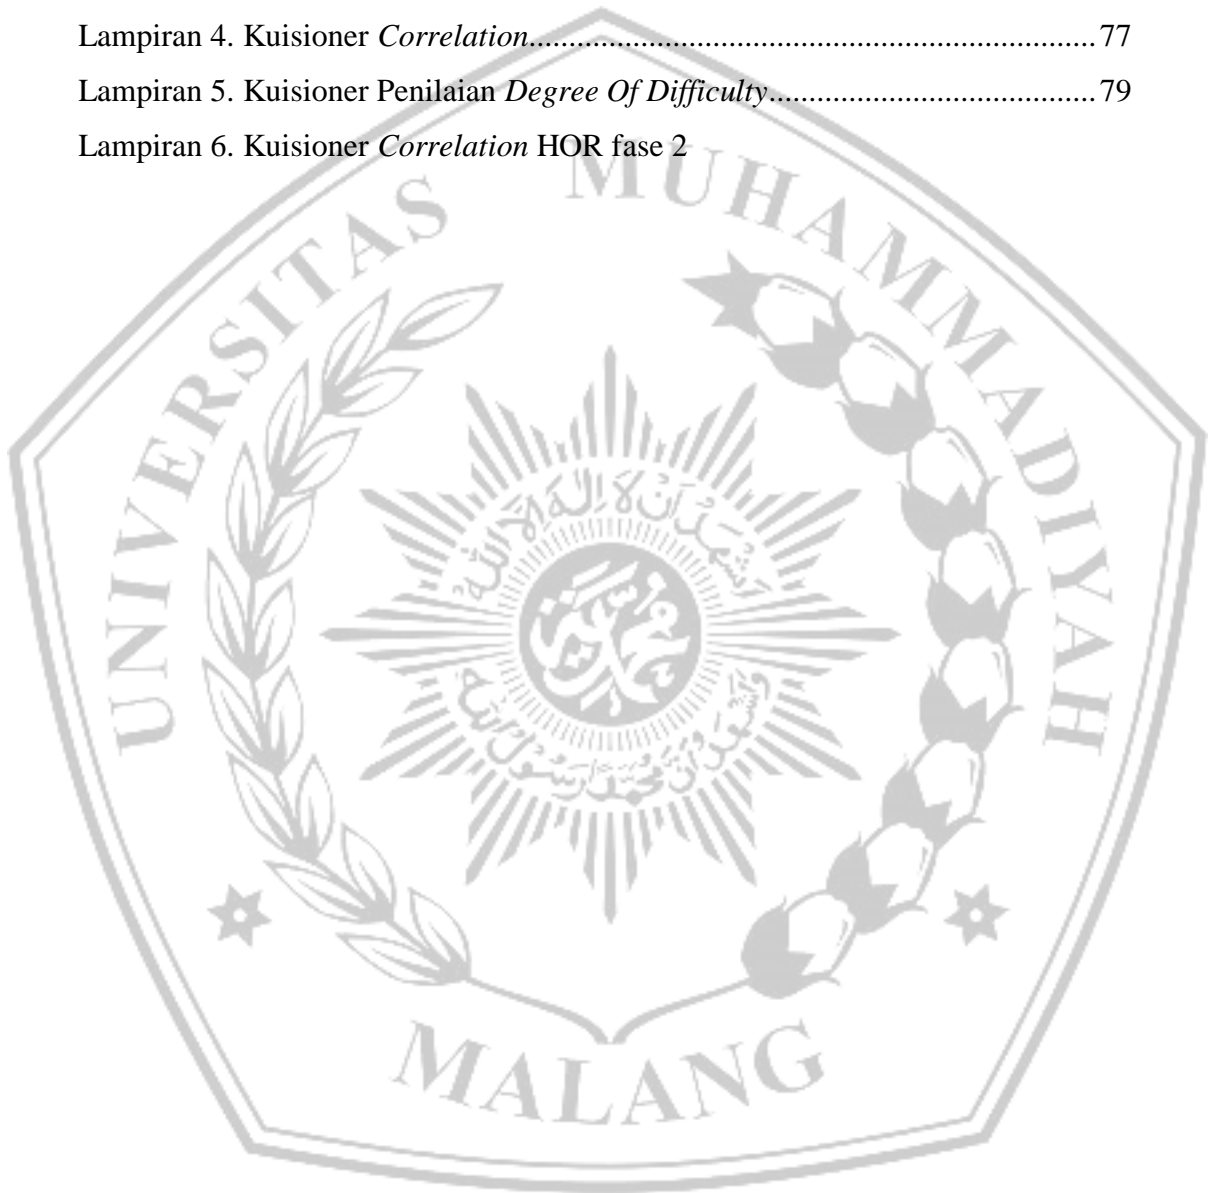 Lampiran 4. Kuisioner Correlation....................................................................... 77
Lampiran 5. Kuisioner Penilaian Degree Of Difficulty......................................... 79
Lampiran 6. Kuisioner Correlation HOR fase 2
UNIVERSITAS MUHAMMADIYAH
MALANG